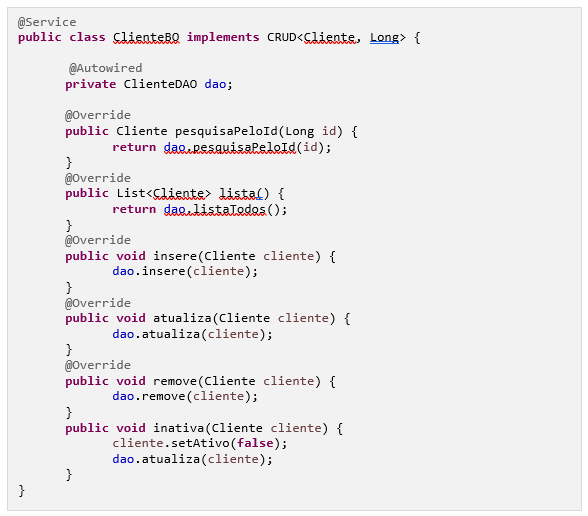 @Service
public class ClienteBO implements CRUD<Cliente, Long> {
@Autowired
private ClienteDAO dao;
@Override
public Cliente pesquisaPeloId(Long id) {
return dao.pesquisaPeloId(id);
}
@Override
public List<Cliente> lista() {
return dao.listaTodos();
}
@Override
public void insere(Cliente cliente) {
dao.insere(cliente);
}
@Override
public void atualiza(Cliente cliente) {
dao.atualiza(cliente);
}
@Override
public void remove(Cliente cliente) {
dao.remove(cliente);
}
public void inativa(Cliente cliente) {
cliente.setAtivo(false);
dao.atualiza(cliente);
}
}